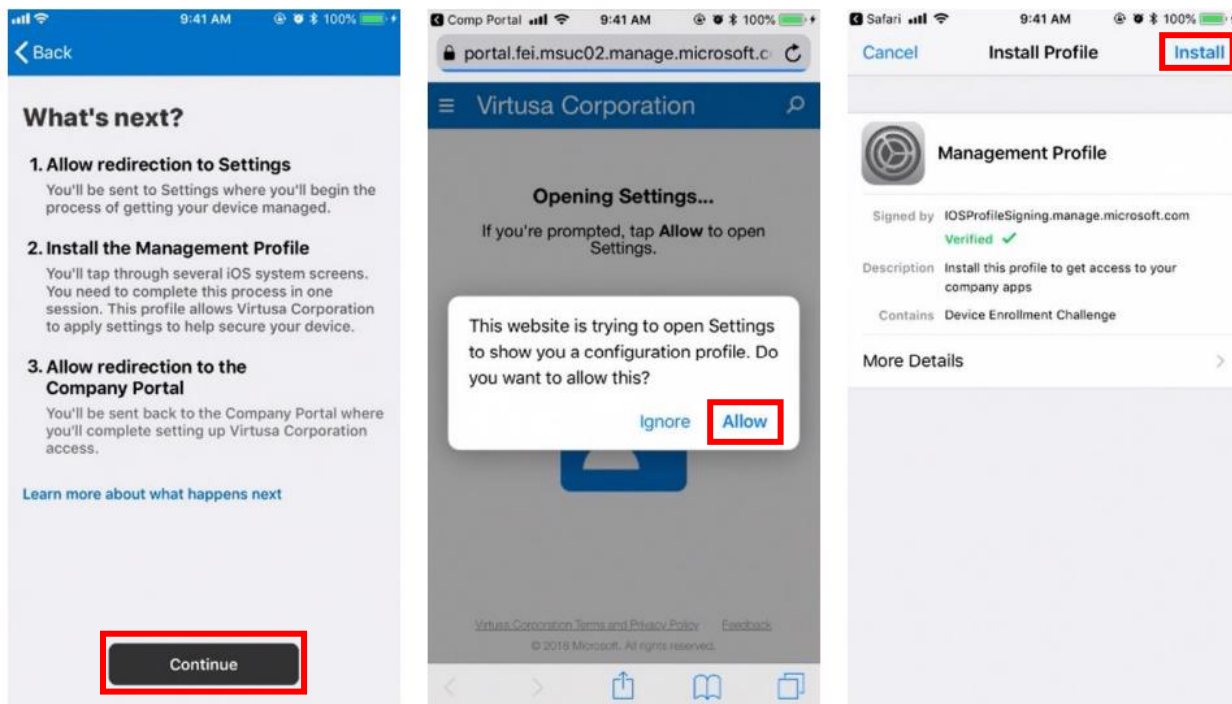 9:41 AM
100%
Back
What's next?
1. Allow redirection to Settings
You'll be sent to Settings where you'll begin the
process of getting your device managed.
2. Install the Management Profile
You'll tap through several iOS system screens.
You need to complete this process in one
session. This profile allows Virtusa Corporation
to apply settings to help secure your device.
3. Allow redirection to the
Company Portal
You'll be sent back to the Company Portal where
you'll complete setting up Virtusa Corporation
access.
Learn more about what happens next
Continue
Comp Portal 9:41 AM 100%
portal.fei.msuc02.manage.microsoft.c
Virtusa Corporation
Opening Settings...
If you're prompted, tap Allow to open
Settings.
This website is trying to open Settings
to show you a configuration profile. Do
you want to allow this?
Ignore Allow
Virtusa Corporation Terms and Privacy Policy Feedback
© 2018 Microsoft. All rights reserved.
Safari 9:41 AM 100%
Cancel Install Profile Install
Management Profile
Signed by IOSProfileSigning.manage.microsoft.com
Verified ✓
Description Install this profile to get access to your
company apps
Contains Device Enrollment Challenge
More Details